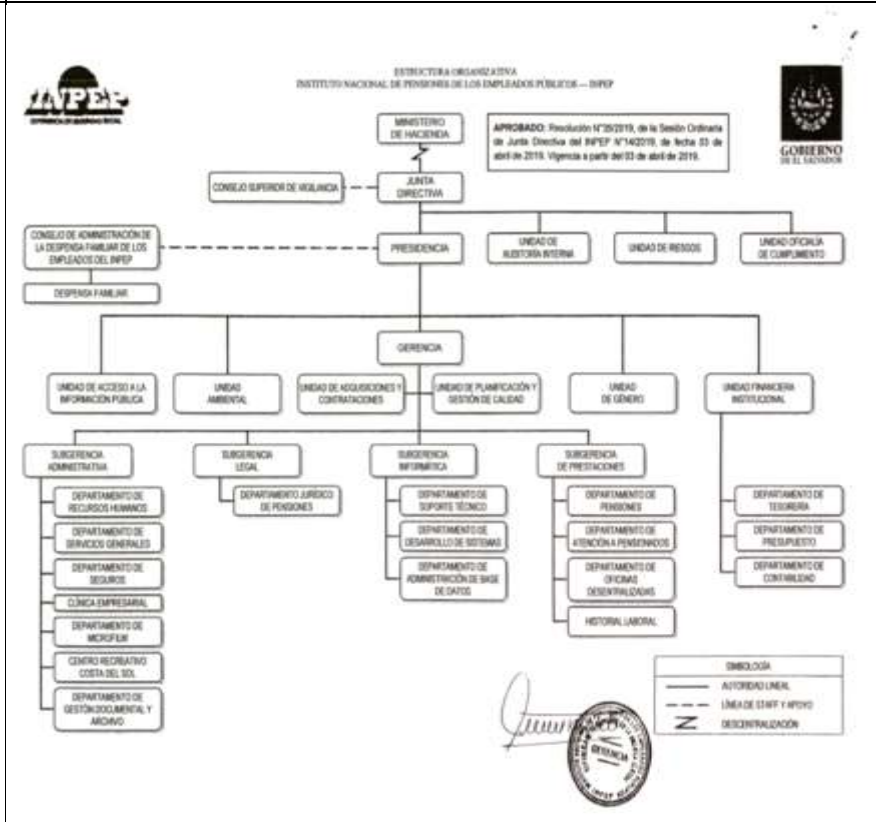 ESTRUCTURA ORGANIZATIVA
INSTITUTO NACIONAL DE PENSIONES DE LOS EMPLEADOS PÚBLICOS — INPEP
INPEP
GOBIERNO
DE EL SALVADOR
MINISTERIO
DE HACIENDA
APROBADO: Resolución N°35/2019, de la Sesión Ordinaria
de Junta Directiva del INPEP N°14/2019, de fecha 03 de
abril de 2019. Vigencia a partir del 03 de abril de 2019.
CONSEJO SUPERIOR DE VIGILANCIA
JUNTA
DIRECTIVA
CONSEJO DE ADMINISTRACIÓN DE
LA DESPENSA FAMILIAR DE LOS
EMPLEADOS DEL INPEP
DESPENSA FAMILIAR
PRESIDENCIA
UNIDAD DE
AUDITORÍA INTERNA
UNIDAD DE RIESGOS
UNIDAD OFICIALÍA
DE CUMPLIMIENTO
GERENCIA
UNIDAD DE ACCESO A LA
INFORMACIÓN PÚBLICA
UNIDAD
AMBIENTAL
UNIDAD DE ADQUISICIONES Y
CONTRATACIONES
UNIDAD DE PLANIFICACIÓN Y
GESTIÓN DE CALIDAD
UNIDAD
DE GÉNERO
UNIDAD FINANCIERA
INSTITUCIONAL
SUBGERENCIA
ADMINISTRATIVA
SUBGERENCIA
LEGAL
SUBGERENCIA
INFORMÁTICA
SUBGERENCIA
DE PRESTACIONES
DEPARTAMENTO DE
RECURSOS HUMANOS
DEPARTAMENTO DE
SERVICIOS GENERALES
DEPARTAMENTO DE
SEGUROS
CLÍNICA EMPRESARIAL
DEPARTAMENTO DE
MICROFILM
CENTRO RECREATIVO
COSTA DEL SOL
DEPARTAMENTO DE
GESTIÓN DOCUMENTAL Y
ARCHIVO
DEPARTAMENTO JURÍDICO
DE PENSIONES
DEPARTAMENTO DE
SOPORTE TÉCNICO
DEPARTAMENTO DE
DESARROLLO DE SISTEMAS
DEPARTAMENTO DE
ADMINISTRICIÓN DE BASE
DE DATOS
DEPARTAMENTO DE
PENSIONES
DEPARTAMENTO DE
ATENCIÓN A PENSIONADOS
DEPARTAMENTO DE
OFICINAS
DESENTRALIZADAS
HISTORIAL LABORAL
DEPARTAMENTO DE
TESORERÍA
DEPARTAMENTO DE
PRESUPUESTO
DEPARTAMENTO DE
CONTABILIDAD
SIMBOLOGÍA
AUTORIDAD LINEAL
LÍNEA DE STAFF Y APOYO
DESCENTRALIZACIÓN
GERENCIA